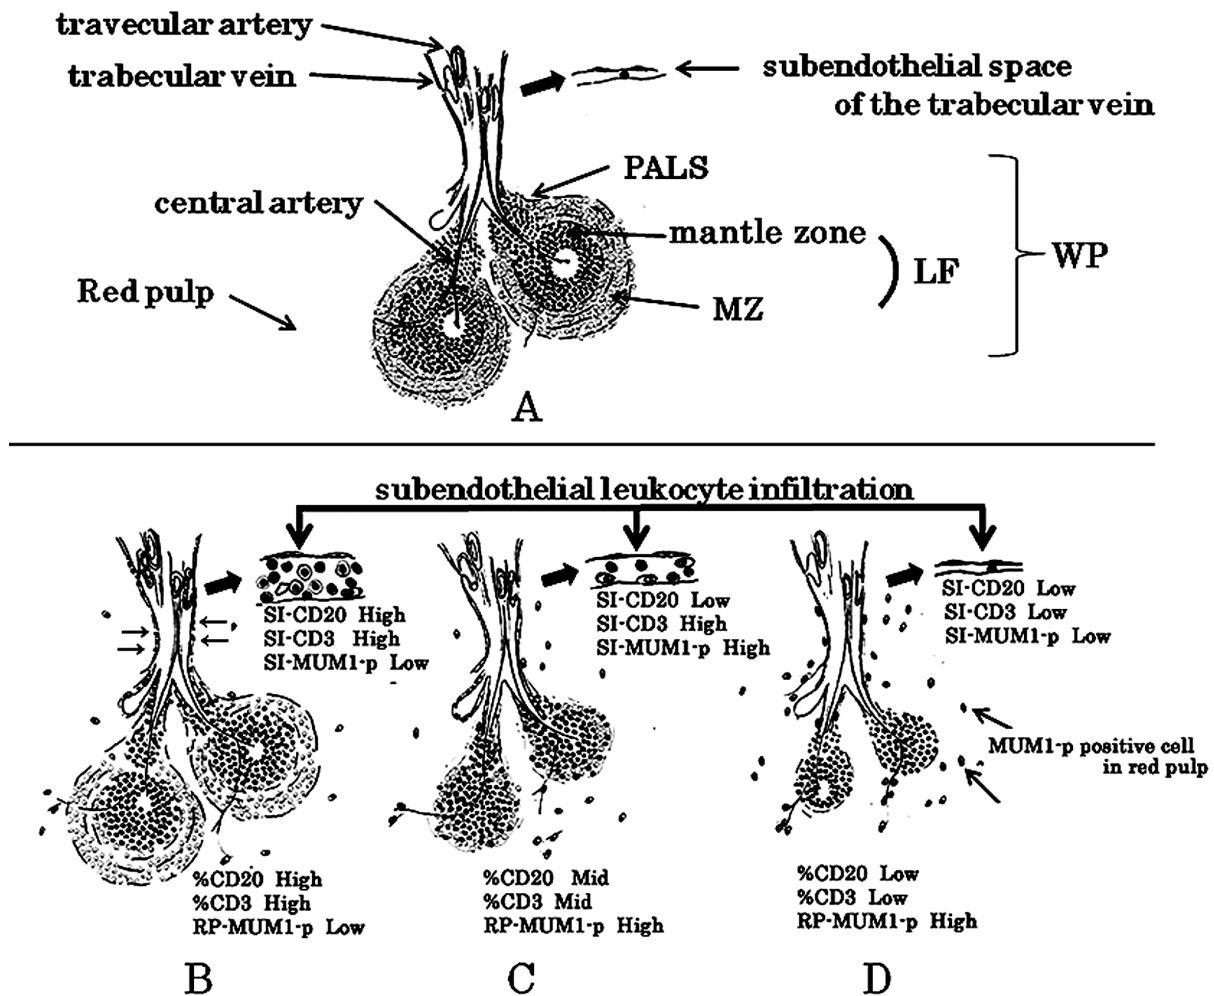 travecular artery
trabecular vein
subendothelial space
of the trabecular vein
PALS
central artery
mantle zone
LF
WP
Red pulp
MZ
A
subendothelial leukocyte infiltration
SI-CD20 High
SI-CD3 High
SI-MUM1-p Low
SI-CD20 Low
SI-CD3 High
SI-MUM1-p High
SI-CD20 Low
SI-CD3 Low
SI-MUM1-p Low
MUM1-p positive cell
in red pulp
%CD20 High
%CD3 High
RP-MUM1-p Low
%CD20 Mid
%CD3 Mid
RP-MUM1-p High
%CD20 Low
%CD3 Low
RP-MUM1-p High
B
C
D